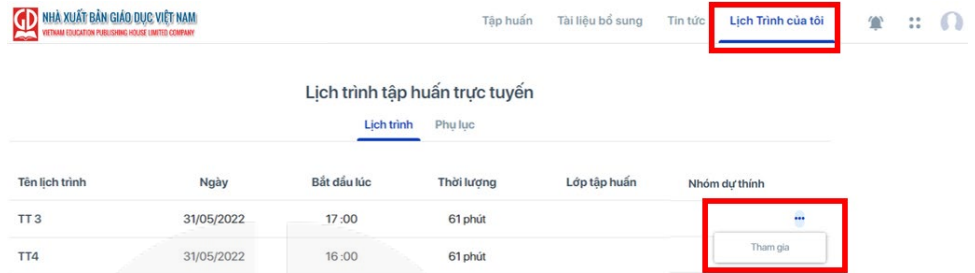 NHÀ XUẤT BẢN GIÁO DỤC VIỆT NAM
VIETNAM EDUCATION PUBLISHING HOUSE LIMITED COMPANY
Tập huấn Tài liệu bổ sung Tin tức Lịch Trình của tôi
Lịch trình tập huấn trực tuyến
Lịch trình Phụ lục
Tên lịch trình Ngày Bắt đầu lúc Thời lượng Lớp tập huấn Nhóm dự thính
TT 3 31/05/2022 17 :00 61 phút
Tham gia
TT4 31/05/2022 16 :00 61 phút